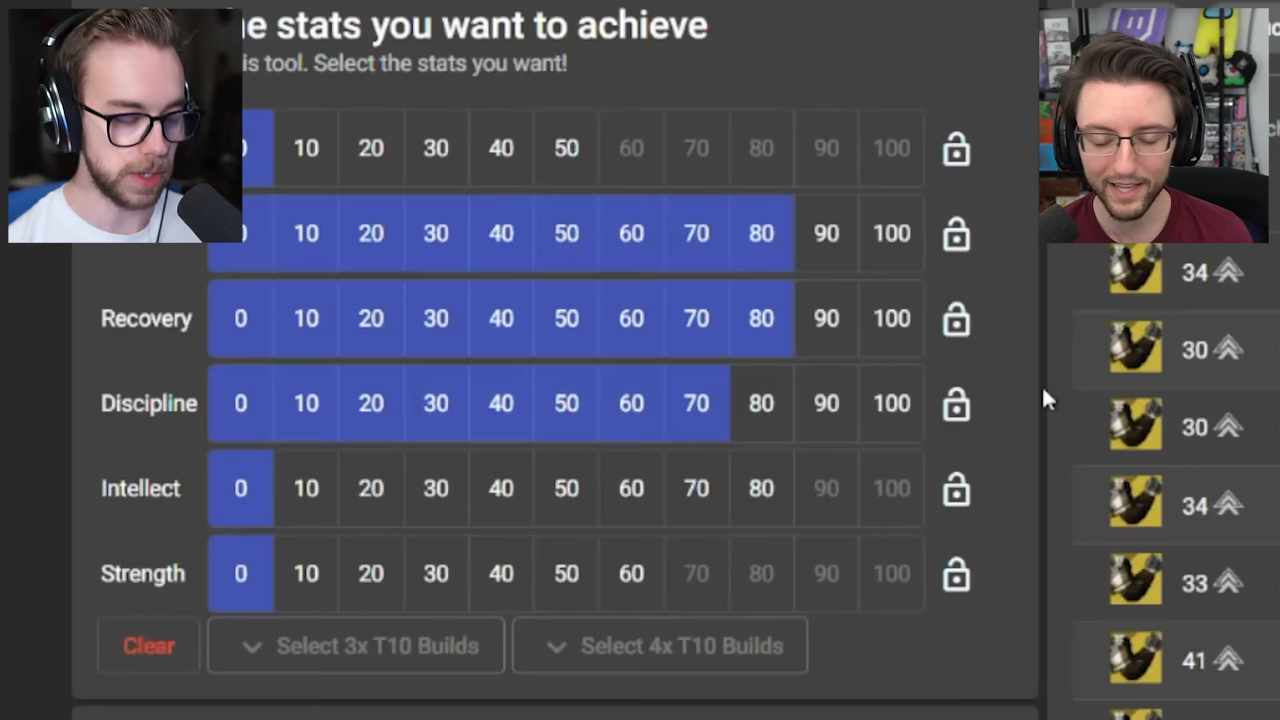 e stats you want to achieve
is tool. Select the stats you want!
10 20 30 40 50 60 70 80 90 100
10 20 30 40 50 60 70 80 90 100
34
Recovery 0 10 20 30 40 50 60 70 80 90 100
30
Discipline 0 10 20 30 40 50 60 70 80 90 100
30
Intellect 0 10 20 30 40 50 60 70 80 90 100
34
Strength 0 10 20 30 40 50 60 70 80 90 100
33
Clear Select 3x T10 Builds Select 4x T10 Builds
41